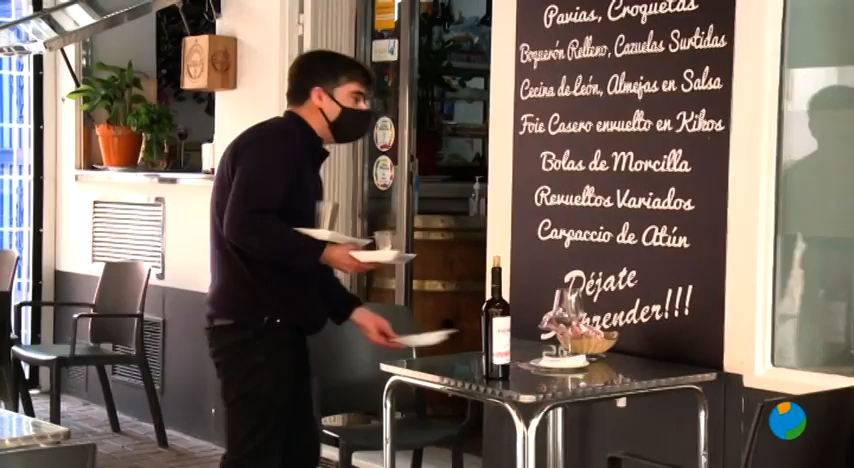 Pavías, Croquetas
Boquerón Relleno, Cazuelas Surtidas
Cecina de León, Almejas en Salsa
Foie Casero envuelto en Kikos
Bolas de Morcilla
Revueltos Variados
Carpaccio de Atún
Déjate
Sorprender!!!